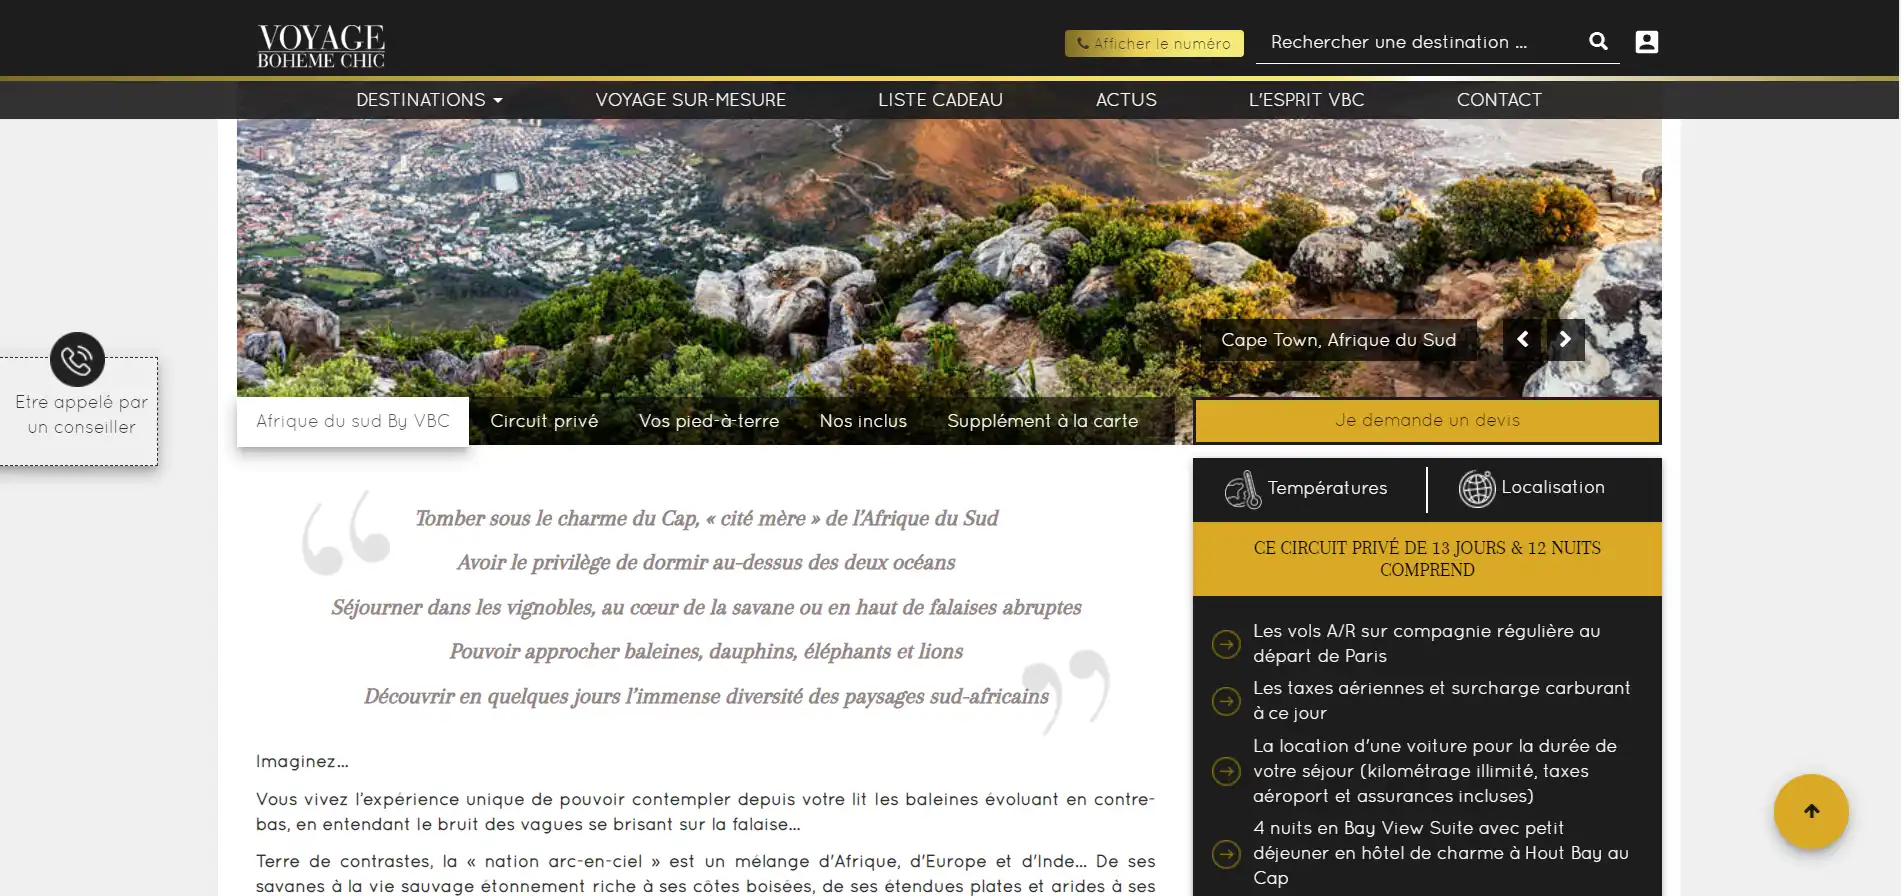 VOYAGE
BOHEME CHIC
Afficher le numéro
Rechercher une destination ...
DESTINATIONS
VOYAGE SUR-MESURE
LISTE CADEAU
ACTUS
L'ESPRIT VBC
CONTACT
Cape Town, Afrique du Sud
Etre appelé par
un conseiller
Afrique du sud By VBC
Circuit privé
Vos pied-à-terre
Nos inclus
Supplément à la carte
Je demande un devis
Tomber sous le charme du Cap, « cité mère » de l’Afrique du Sud
Avoir le privilège de dormir au-dessus des deux océans
Séjourner dans les vignobles, au cœur de la savane ou en haut de falaises abruptes
Pouvoir approcher baleines, dauphins, éléphants et lions
Découvrir en quelques jours l’immense diversité des paysages sud-africains
Imaginez...
Vous vivez l’expérience unique de pouvoir contempler depuis votre lit les baleines évoluant en contre-
bas, en entendant le bruit des vagues se brisant sur la falaise...
Terre de contrastes, la « nation arc-en-ciel » est un mélange d'Afrique, d'Europe et d'Inde... De ses
savanes à la vie sauvage étonnement riche à ses côtes boisées, de ses étendues plates et arides à ses
Températures
Localisation
CE CIRCUIT PRIVÉ DE 13 JOURS & 12 NUITS
COMPREND
Les vols A/R sur compagnie régulière au
départ de Paris
Les taxes aériennes et surcharge carburant
à ce jour
La location d'une voiture pour la durée de
votre séjour (kilométrage illimité, taxes
aéroport et assurances incluses)
4 nuits en Bay View Suite avec petit
déjeuner en hôtel de charme à Hout Bay au
Cap